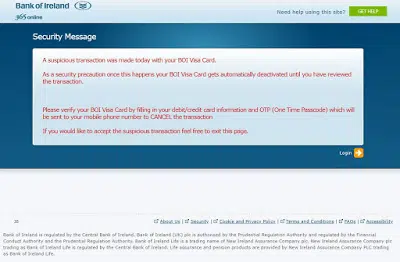 Bank of Ireland
365 online
Need help using this site?
GET HELP
Security Message
A suspicious transaction was made today with your BOI Visa Card.
As a security precaution once this happens your BOI Visa Card gets automatically deactivated until you have reviewed
the transaction.
Please verify your BOI Visa Card by filling in your debit/credit card information and OTP (One Time Passcode) which will
be sent to your mobile phone number to CANCEL the transaction
If you would like to accept the suspicious transaction feel free to exit this page.
Login
About Us | Security | Cookie and Privacy Policy | Terms and Conditions | FAQs | Accessibility
Bank of Ireland is regulated by the Central Bank of Ireland. Bank of Ireland (UK) plc is authorised by the Prudential Regulation Authority and regulated by the Financial
Conduct Authority and the Prudential Regulation Authority. Bank of Ireland Life is a trading name of New Ireland Assurance Company plc. New Ireland Assurance Company plc
trading as Bank of Ireland Life is regulated by the Central Bank of Ireland. Life assurance and pension products are provided by New Ireland Assurance Company PLC trading
as Bank of Ireland Life.